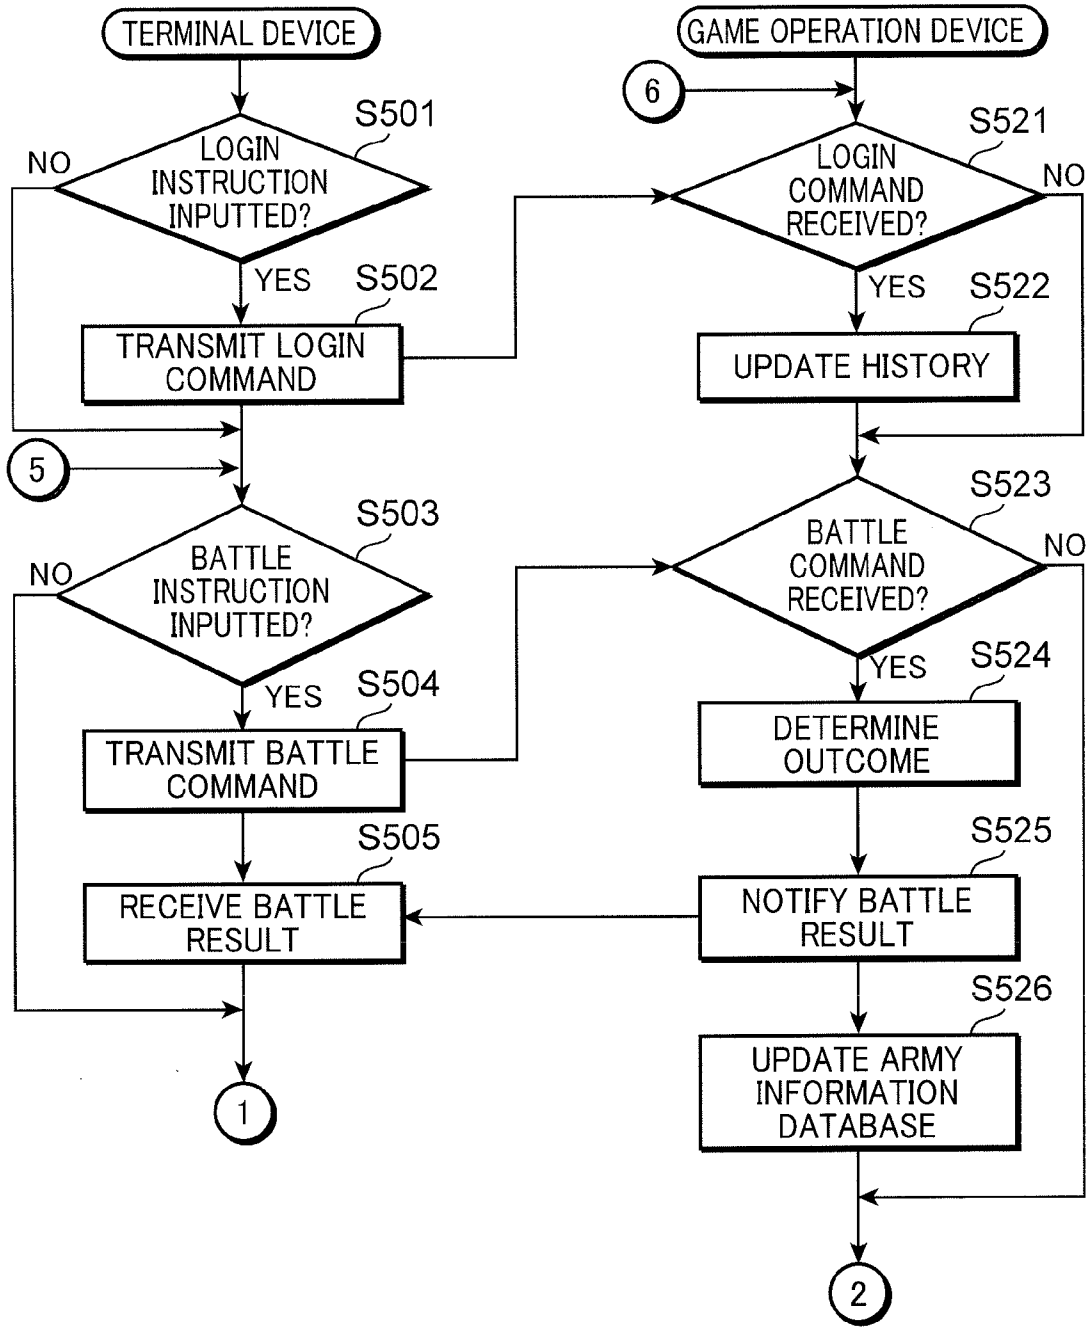 TERMINAL DEVICE
S501
NO
LOGIN
INSTRUCTION
INPUTTED?
YES
S502
TRANSMIT LOGIN
COMMAND
5
S503
NO
BATTLE
INSTRUCTION
INPUTTED?
YES
S504
TRANSMIT BATTLE
COMMAND
S505
RECEIVE BATTLE
RESULT
1
GAME OPERATION DEVICE
6
S521
LOGIN
COMMAND
RECEIVED?
NO
YES
S522
UPDATE HISTORY
S523
BATTLE
COMMAND
RECEIVED?
NO
YES
S524
DETERMINE
OUTCOME
S525
NOTIFY BATTLE
RESULT
S526
UPDATE ARMY
INFORMATION
DATABASE
2